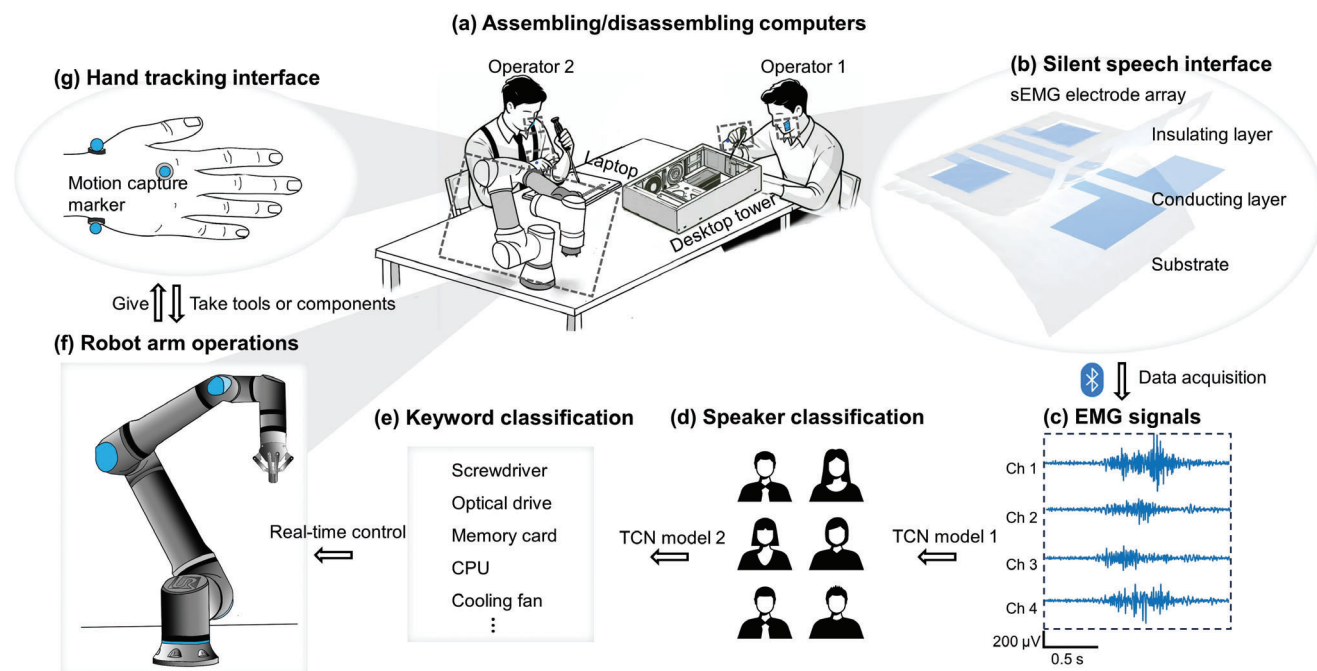 (a) Assembling/disassembling computers
Operator 2
Operator 1
Laptop
Desktop tower
(g) Hand tracking interface
Motion capture
marker
(b) Silent speech interface
sEMG electrode array
Insulating layer
Conducting layer
Substrate
Give
Take tools or components
Data acquisition
(f) Robot arm operations
(e) Keyword classification
Screwdriver
Optical drive
Memory card
CPU
Cooling fan
⋮
Real-time control
(d) Speaker classification
TCN model 2
TCN model 1
(c) EMG signals
Ch 1
Ch 2
Ch 3
Ch 4
200 µV
0.5 s